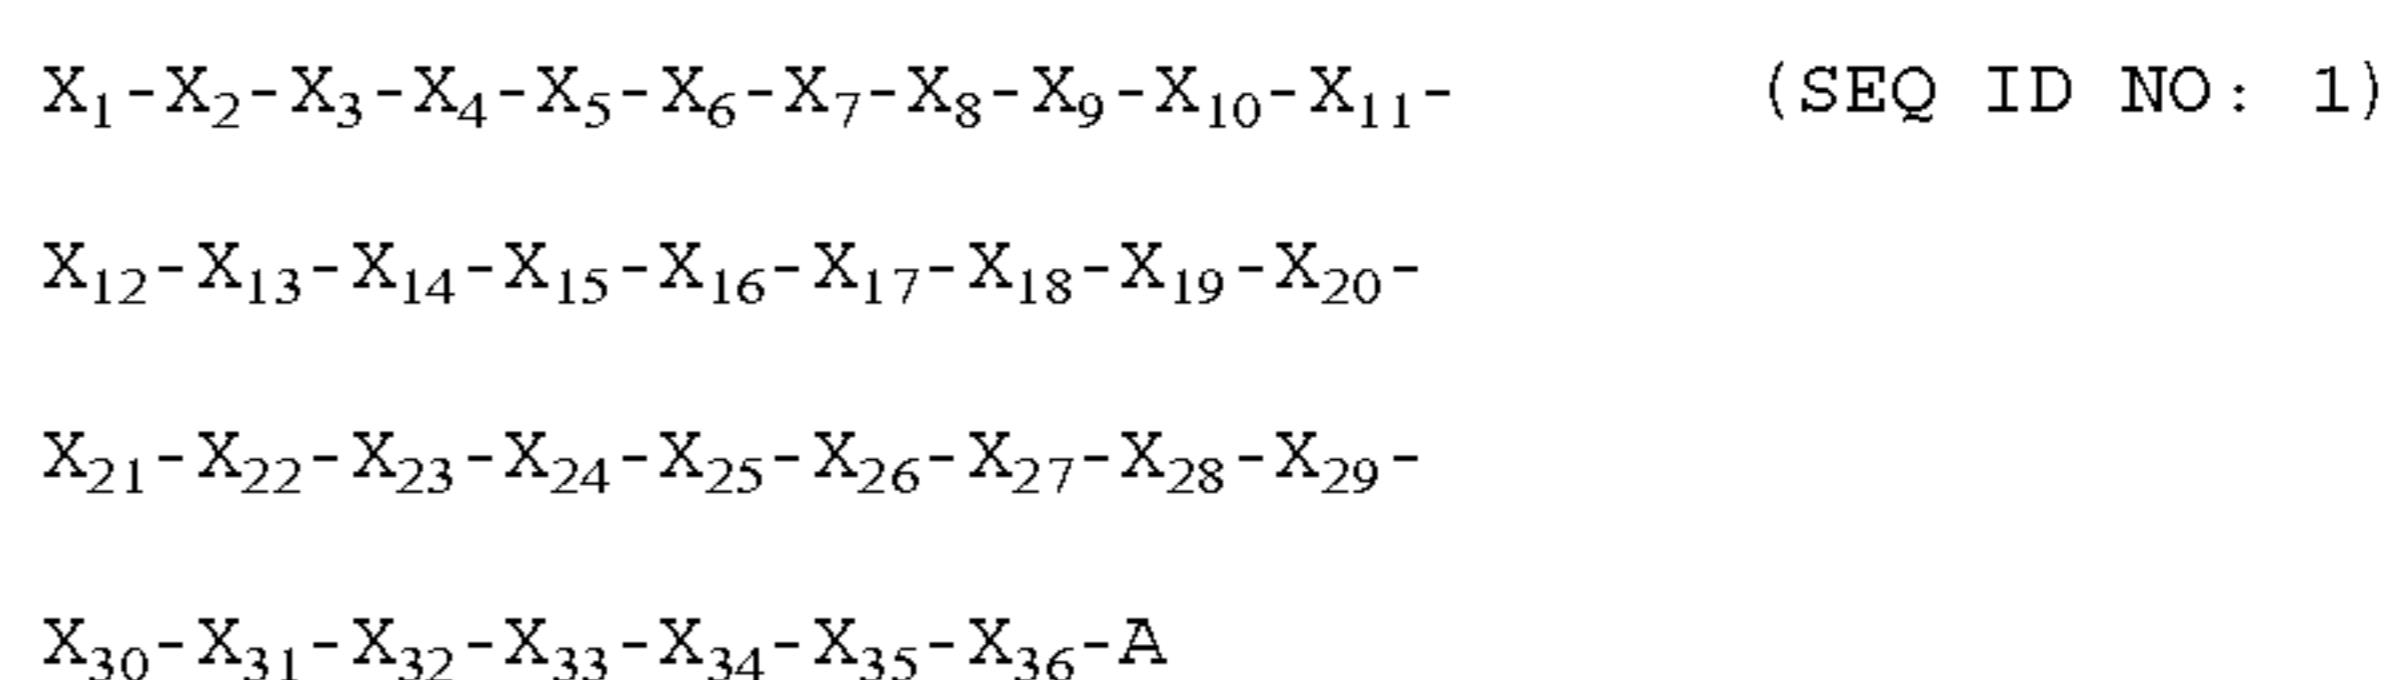 X₁-X₂-X₃-X₄-X₅-X₆-X₇-X₈-X₉-X₁₀-X₁₁- (SEQ ID NO: 1)
X₁₂-X₁₃-X₁₄-X₁₅-X₁₆-X₁₇-X₁₈-X₁₉-X₂₀-
X₂₁-X₂₂-X₂₃-X₂₄-X₂₅-X₂₆-X₂₇-X₂₈-X₂₉-
X₃₀-X₃₁-X₃₂-X₃₃-X₃₄-X₃₅-X₃₆-A